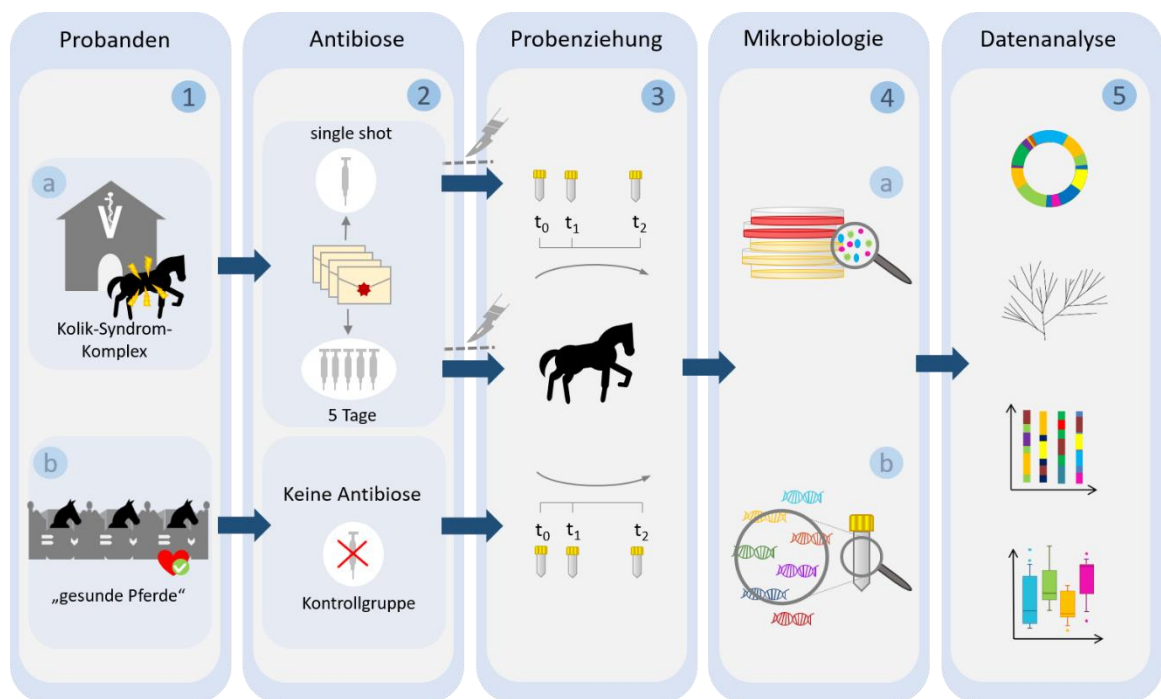 Probanden
1
a
V
Kolik-Syndrom-
Komplex
b
„gesunde Pferde“
Antibiose
2
single shot
5 Tage
Keine Antibiose
Kontrollgruppe
Probenziehung
3
t0 t1 t2
t0 t1 t2
Mikrobiologie
4
a
b
Datenanalyse
5